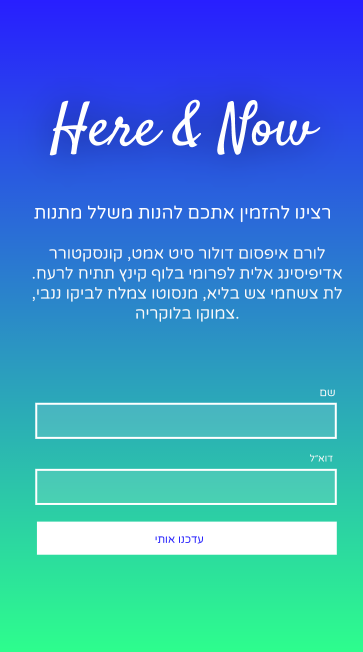 Here & Now
רצינו להזמין אתכם להנות משלל מתנות
לורם איפסום דולור סיט אמט, קונסקטורר
אדיפיסינג אלית לפרומי בלוף קינץ תתיח לרעח.
לת צשחמי צש בליא, מנסוטו צמלח לביקו ננבי,
צמוקו בלוקריה.
שם
דוא״ל
עדכנו אותי